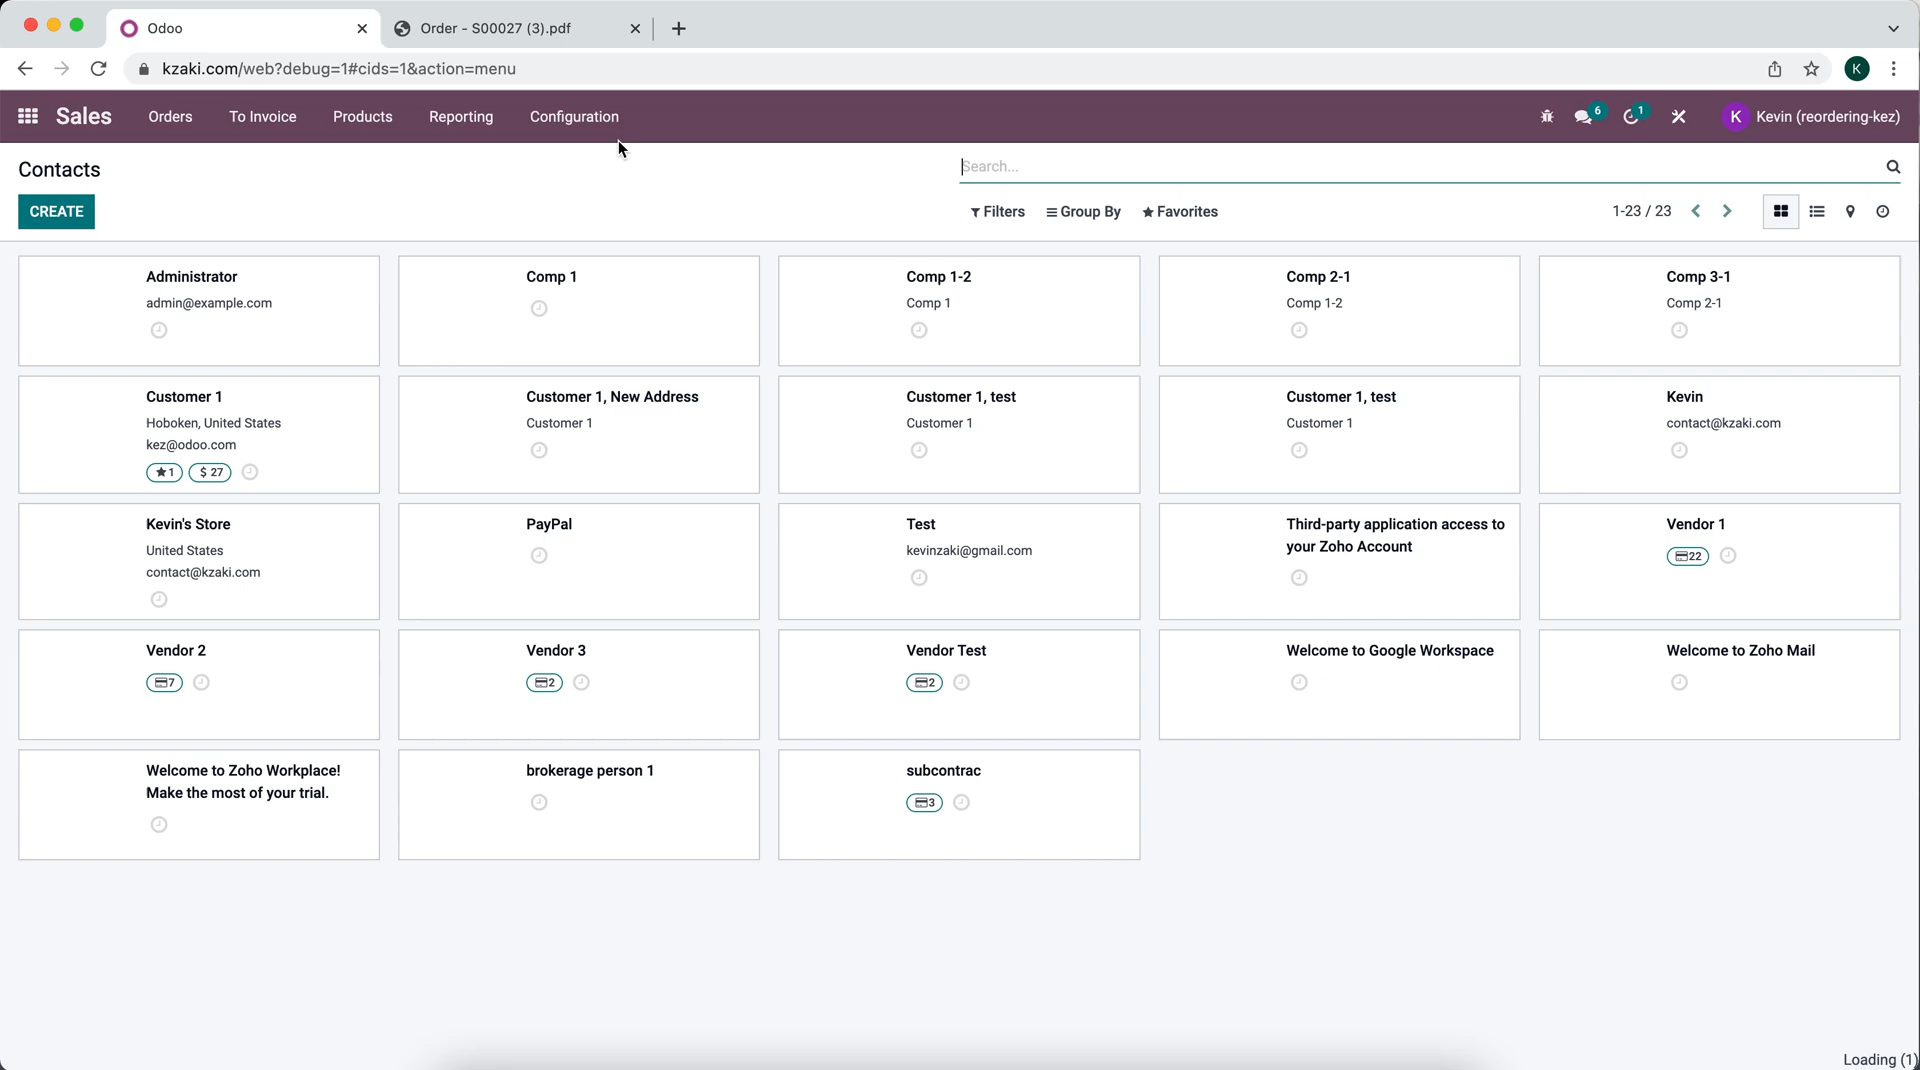 Odoo
Order - S00027 (3).pdf
kzaki.com/web?debug=1#cids=1&action=menu
K
Sales
Orders
To Invoice
Products
Reporting
Configuration
6
1
K
Kevin (reordering-kez)
Contacts
Search...
CREATE
Filters
Group By
Favorites
1-23 / 23
Administrator
admin@example.com
Comp 1
Comp 1-2
Comp 1
Comp 2-1
Comp 1-2
Comp 3-1
Comp 2-1
Customer 1
Hoboken, United States
kez@odoo.com
1
$ 27
Customer 1, New Address
Customer 1
Customer 1, test
Customer 1
Customer 1, test
Customer 1
Kevin
contact@kzaki.com
Kevin's Store
United States
contact@kzaki.com
PayPal
Test
kevinzaki@gmail.com
Third-party application access to
your Zoho Account
Vendor 1
22
Vendor 2
7
Vendor 3
2
Vendor Test
2
Welcome to Google Workspace
Welcome to Zoho Mail
Welcome to Zoho Workplace!
Make the most of your trial.
brokerage person 1
subcontrac
3
Loading (1)